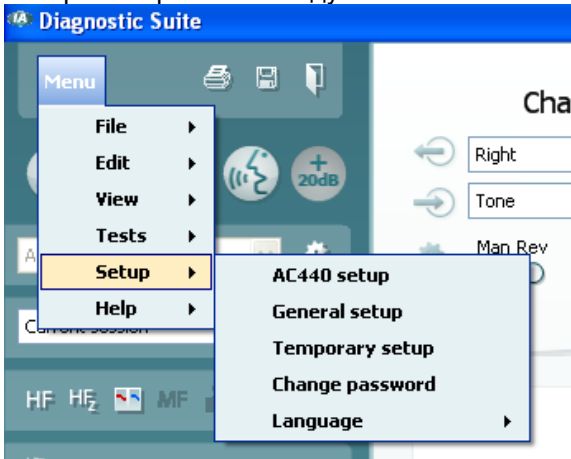 Diagnostic Suite
Menu
Cha
File
Edit
View
Tests
Setup
Help
+
20dB
Right
Tone
Man Rev
AC440 setup
General setup
Temporary setup
Change password
Language
HF HFz MF